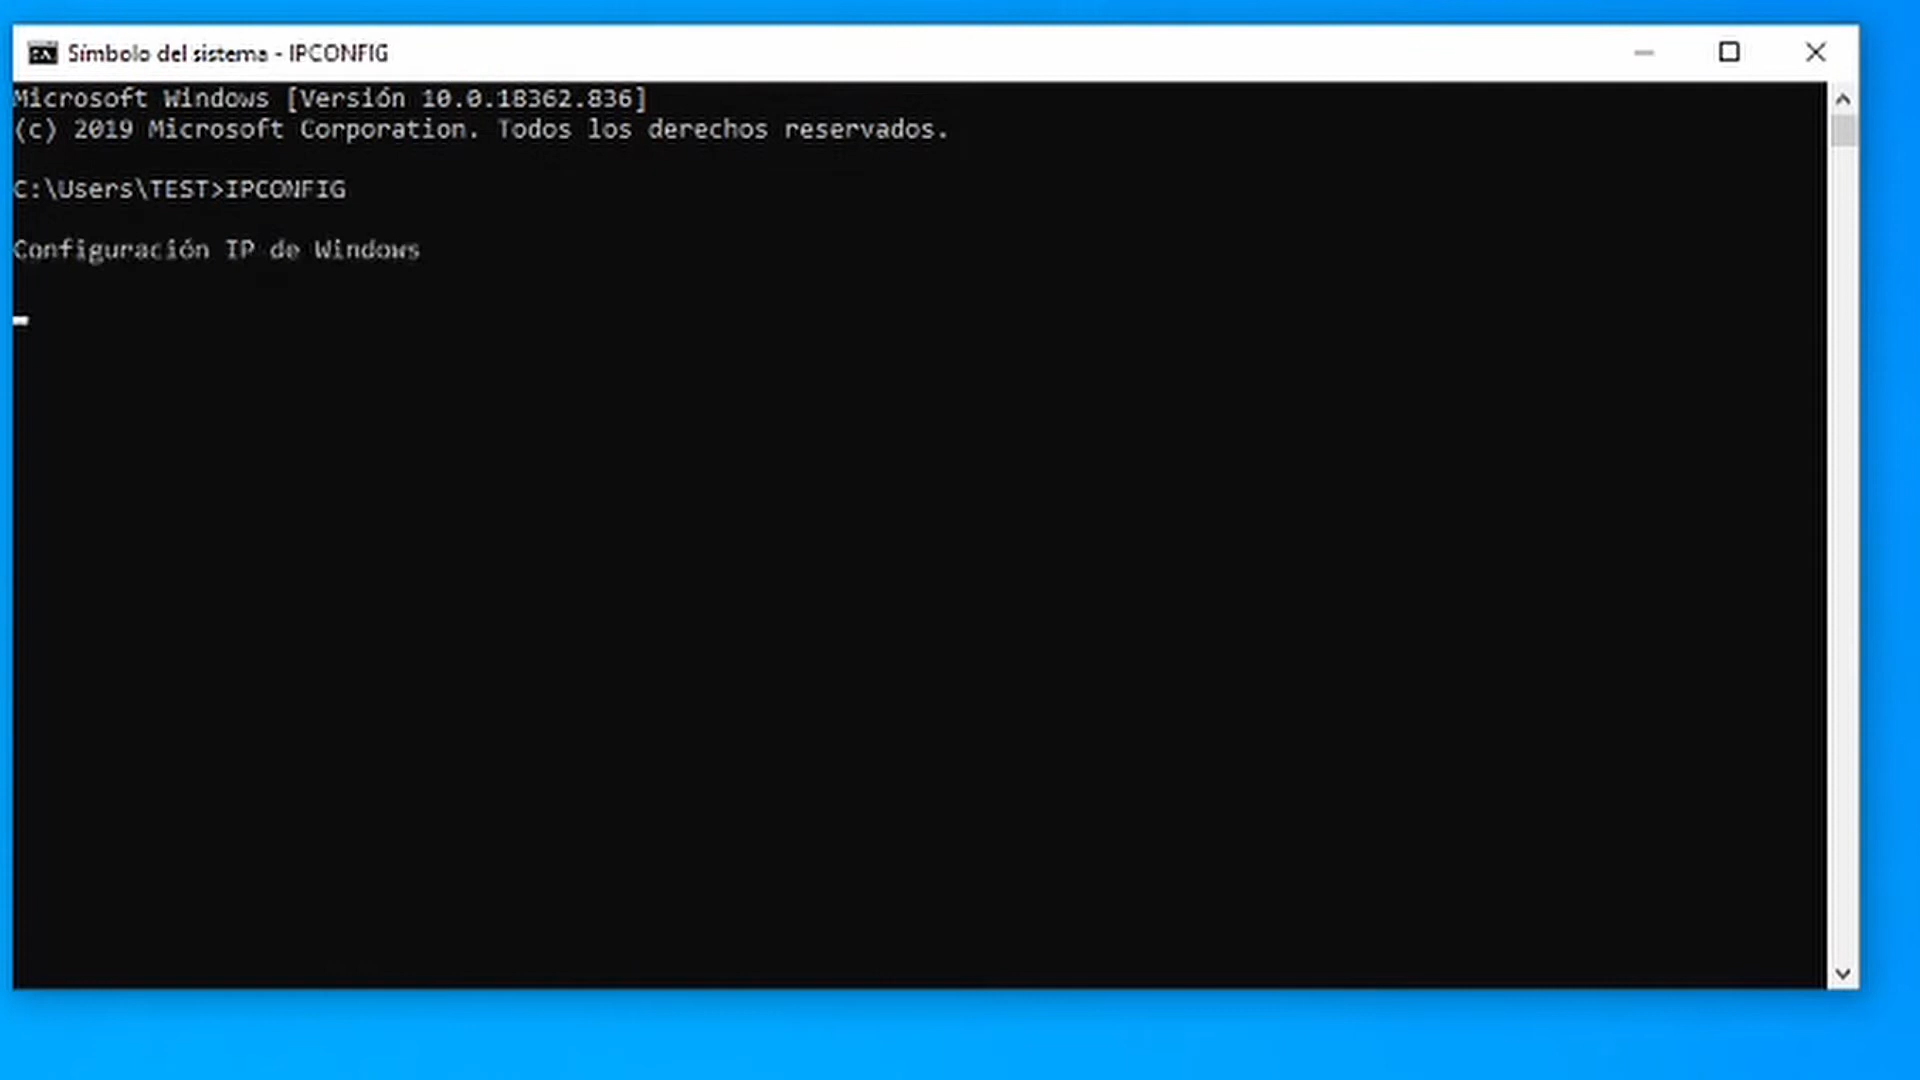 Símbolo del sistema - IPCONFIG
Microsoft Windows [Versión 10.0.18362.836]
(c) 2019 Microsoft Corporation. Todos los derechos reservados.
C:\Users\TEST>IPCONFIG
Configuración IP de Windows